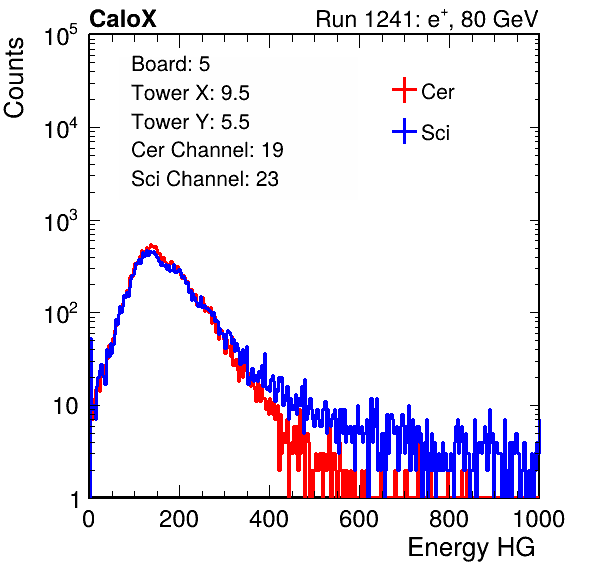 CaloX Run 1241: e⁺, 80 GeV
Counts
10⁵
10⁴
10³
10²
10
1
Board: 5
Tower X: 9.5
Tower Y: 5.5
Cer Channel: 19
Sci Channel: 23
Cer
Sci
0 200 400 600 800 1000
Energy HG